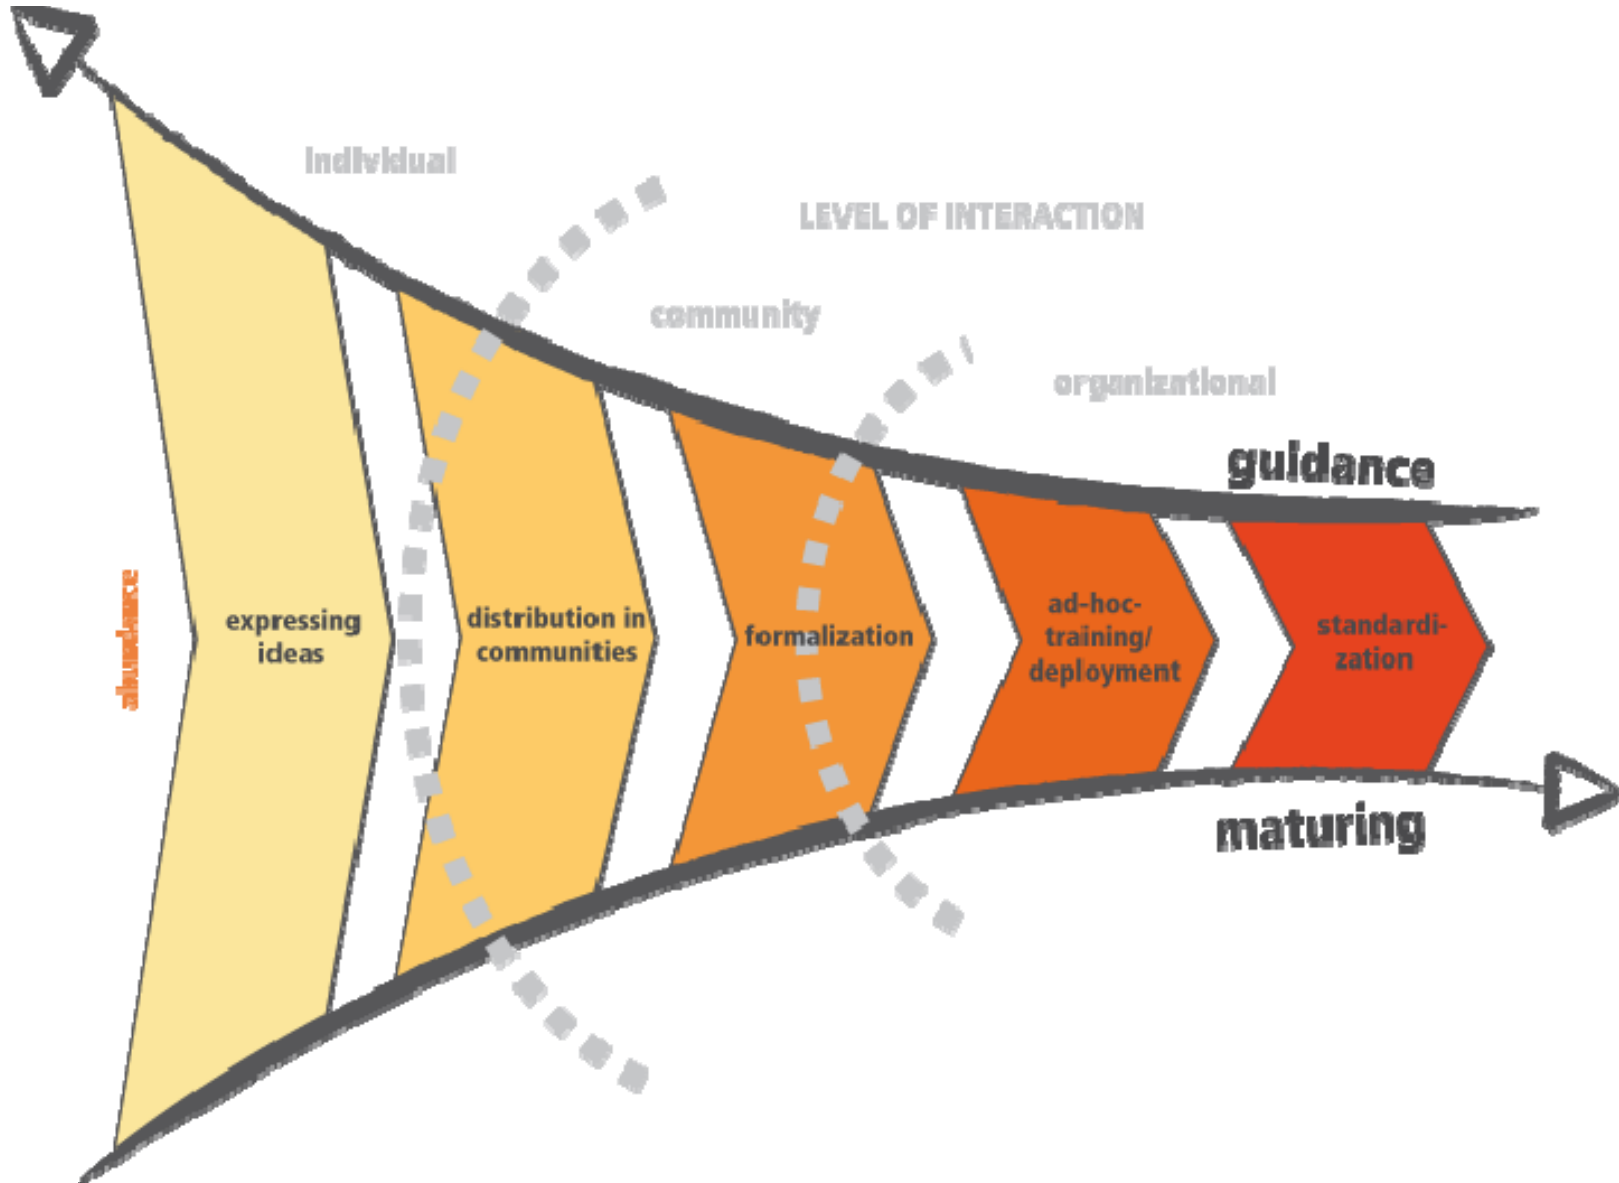 individual
LEVEL OF INTERACTION
community
organizational
guidance
abundance
expressing
ideas
distribution in
communities
formalization
ad-hoc-
training/
deployment
standardi-
zation
maturing